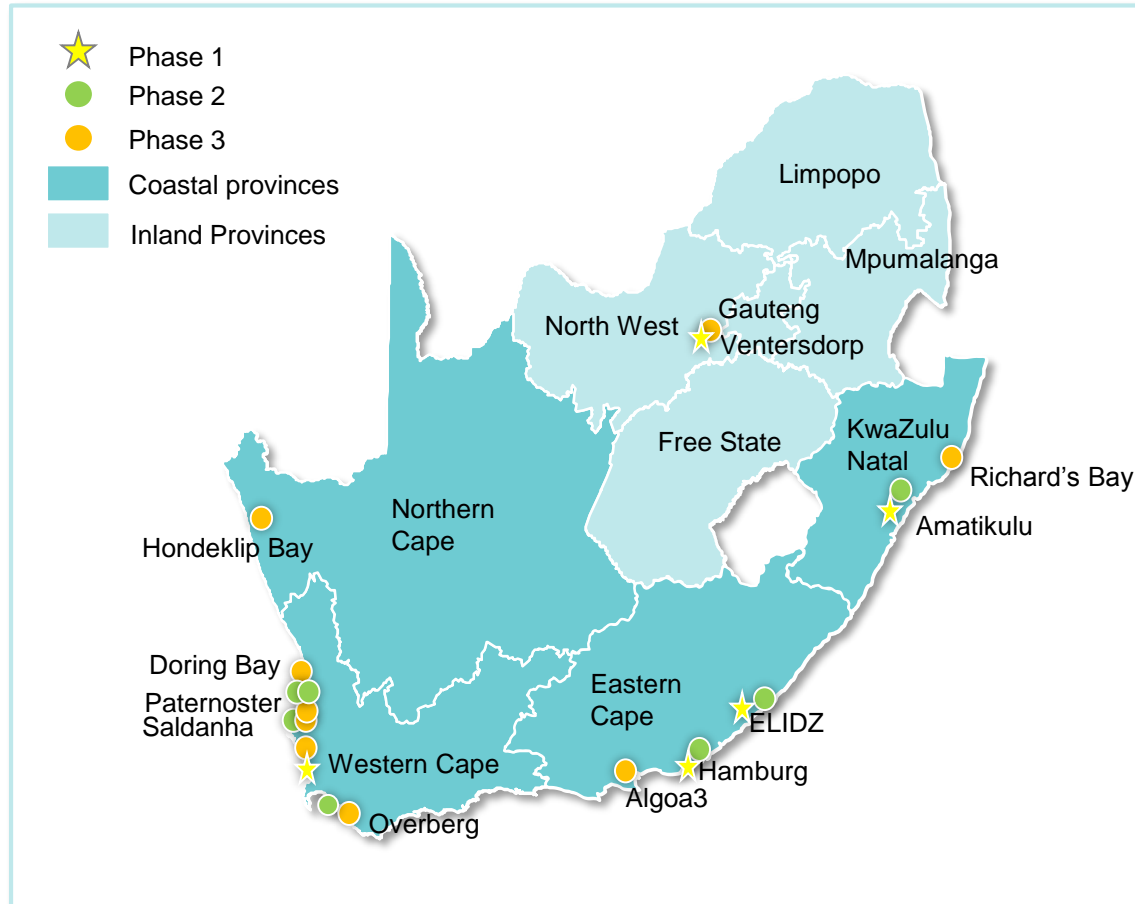 Phase 1
Phase 2
Phase 3
Coastal provinces
Inland Provinces
Limpopo
Mpumalanga
Gauteng
North West
Ventersdorp
Free State
KwaZulu
Natal
Richard’s Bay
Amatikulu
Northern
Cape
Hondeklip Bay
Doring Bay
Paternoster
Saldanha
Eastern
Cape
ELIDZ
Western Cape
Hamburg
Algoa3
Overberg